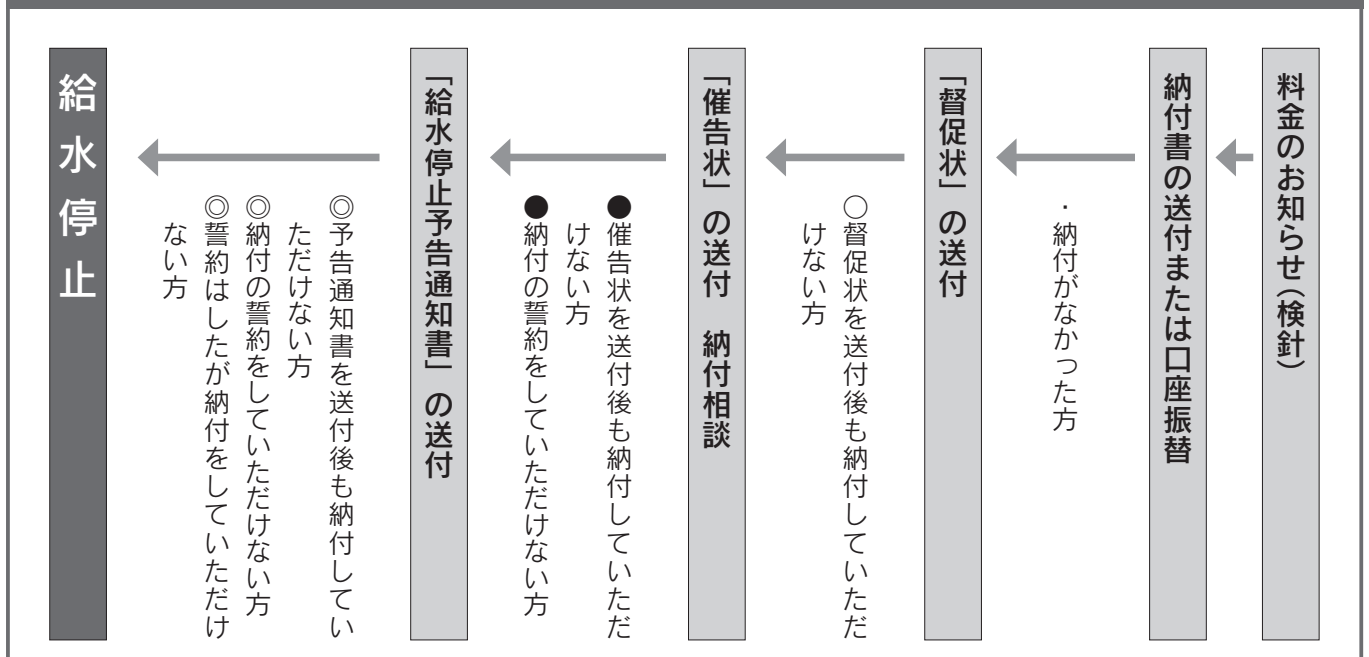 料金のお知らせ（検針）
納付書の送付または口座振替
・納付がなかった方
「督促状」の送付
○督促状を送付後も納付していただ
けない方
「催告状」の送付　納付相談
●催告状を送付後も納付していただ
けない方
●納付の誓約をしていただけない方
「給水停止予告通知書」の送付
◎予告通知書を送付後も納付してい
ただけない方
◎納付の誓約をしていただけない方
◎誓約はしたが納付をしていただけ
ない方
給水停止